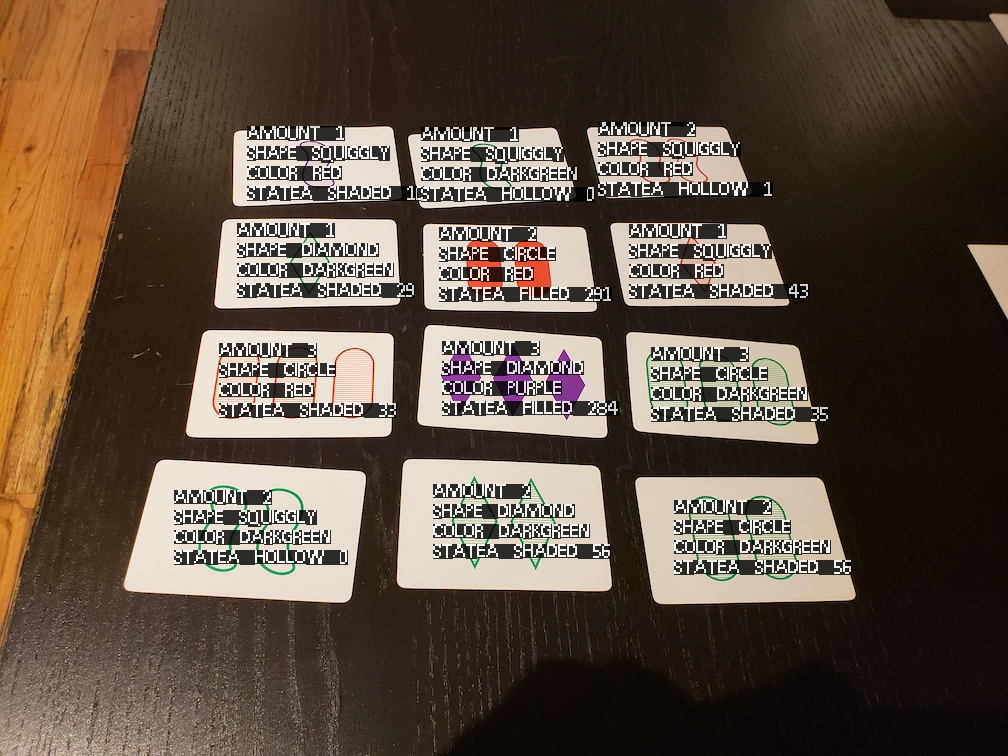 AMOUNT 1
SHAPE SQUIGGLY
COLOR RED
STATEA SHADED
AMOUNT 1
SHAPE SQUIGGLY
COLOR DARKGREEN
STATEA HOLLOW 0
AMOUNT 2
SHAPE SQUIGGLY
COLOR RED
STATEA HOLLOW 1
AMOUNT 1
SHAPE DIAMOND
COLOR DARKGREEN
STATEA SHADED 29
AMOUNT 2
SHAPE CIRCLE
COLOR RED
STATEA FILLED 291
AMOUNT 1
SHAPE SQUIGGLY
COLOR RED
STATEA SHADED 43
AMOUNT 3
SHAPE CIRCLE
COLOR RED
STATEA SHADED 33
AMOUNT 3
SHAPE DIAMOND
COLOR PURPLE
STATEA FILLED 284
AMOUNT 3
SHAPE CIRCLE
COLOR DARKGREEN
STATEA SHADED 35
AMOUNT 2
SHAPE SQUIGGLY
COLOR DARKGREEN
STATEA HOLLOW 0
AMOUNT 2
SHAPE DIAMOND
COLOR DARKGREEN
STATEA SHADED 56
AMOUNT 2
SHAPE CIRCLE
COLOR DARKGREEN
STATEA SHADED 56